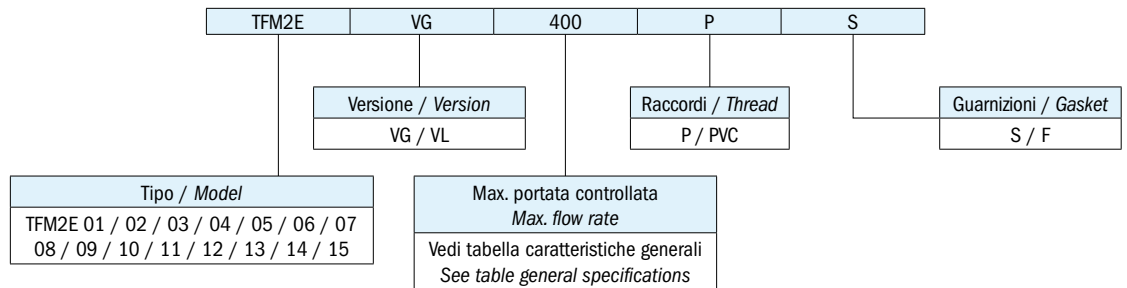 TFM2E VG 400 P S
Versione / Version
VG / VL
Raccordi / Thread
P / PVC
Guarnizioni / Gasket
S / F
Tipo / Model
TFM2E 01 / 02 / 03 / 04 / 05 / 06 / 07
08 / 09 / 10 / 11 / 12 / 13 / 14 / 15
Max. portata controllata
Max. flow rate
Vedi tabella caratteristiche generali
See table general specifications